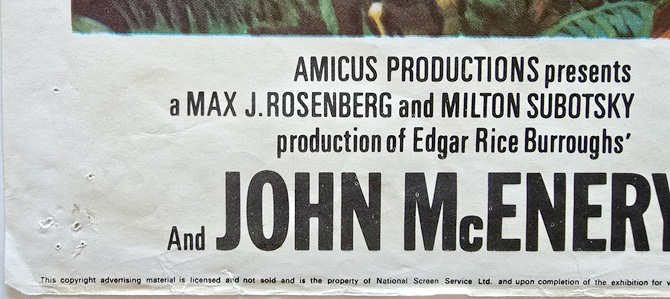 AMICUS PRODUCTIONS presents
a MAX J. ROSENBERG and MILTON SUBOTSKY
production of Edgar Rice Burroughs'
And JOHN McENERY
This copyright advertising material is licensed and not sold and is the property of National Screen Service Ltd. and upon completion of the exhibition for